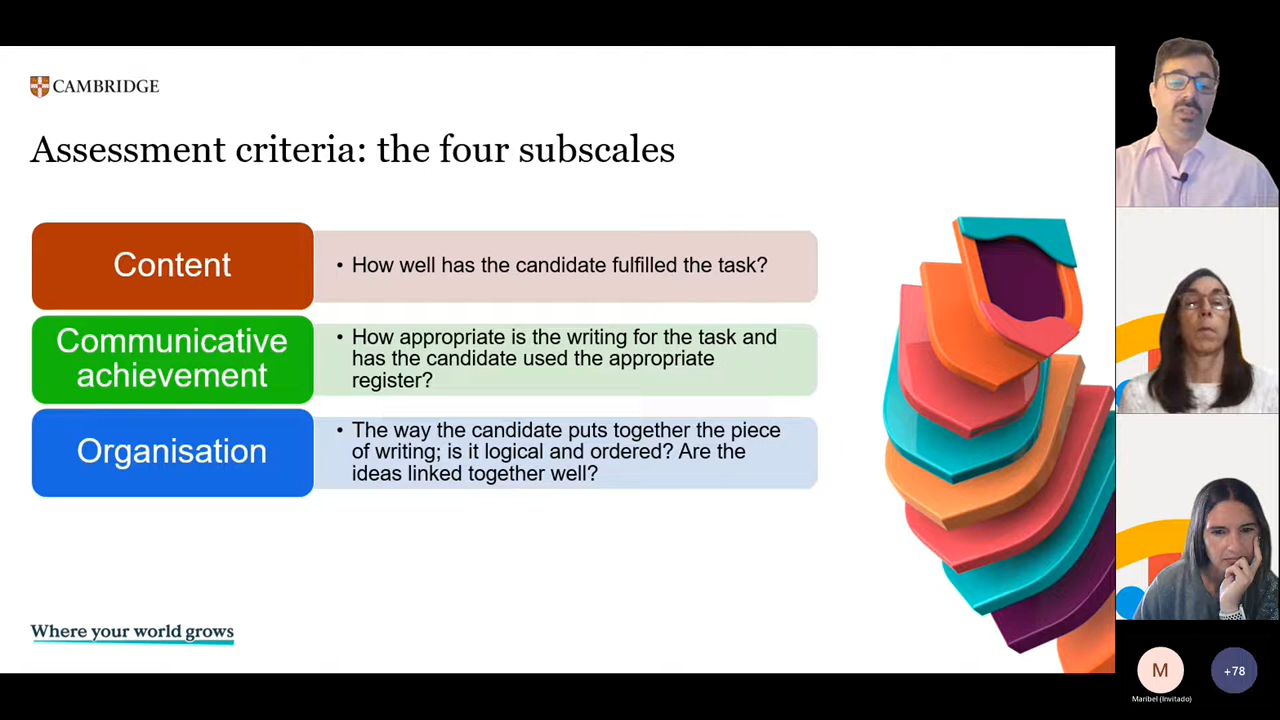 CAMBRIDGE
Assessment criteria: the four subscales
Content
• How well has the candidate fulfilled the task?
Communicative
achievement
• How appropriate is the writing for the task and
has the candidate used the appropriate
register?
Organisation
• The way the candidate puts together the piece
of writing; is it logical and ordered? Are the
ideas linked together well?
Where your world grows
M
+78
Maribel (Invitado)